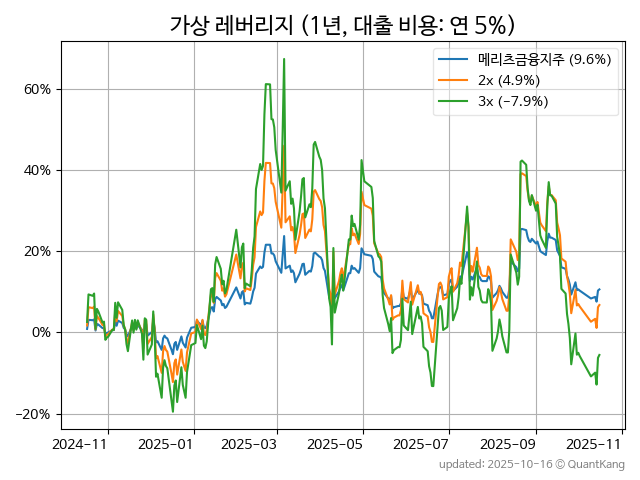 가상 레버리지 (1년, 대출 비용: 연 5%)
메리츠금융지주 (9.6%)
2x (4.9%)
3x (−7.9%)
60%
40%
20%
0%
−20%
2024-11 2025-01 2025-03 2025-05 2025-07 2025-09 2025-11
updated: 2025-10-16 © QuantKang